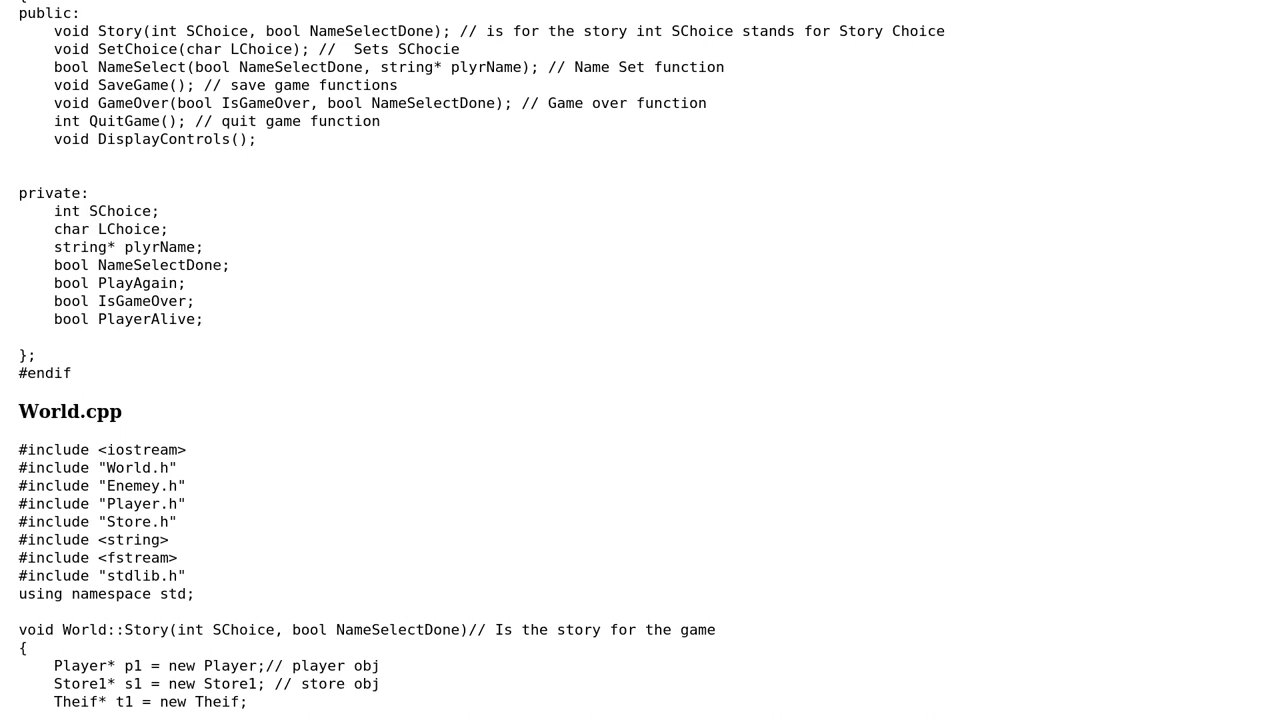 {
public:
    void Story(int SChoice, bool NameSelectDone); // is for the story int SChoice stands for Story Choice
    void SetChoice(char LChoice); //  Sets SChocie
    bool NameSelect(bool NameSelectDone, string* plyrName); // Name Set function
    void SaveGame(); // save game functions
    void GameOver(bool IsGameOver, bool NameSelectDone); // Game over function
    int QuitGame(); // quit game function
    void DisplayControls();
private:
    int SChoice;
    char LChoice;
    string* plyrName;
    bool NameSelectDone;
    bool PlayAgain;
    bool IsGameOver;
    bool PlayerAlive;
};
#endif
World.cpp
#include <iostream>
#include "World.h"
#include "Enemey.h"
#include "Player.h"
#include "Store.h"
#include <string>
#include <fstream>
#include "stdlib.h"
using namespace std;
void World::Story(int SChoice, bool NameSelectDone)// Is the story for the game
{
    Player* p1 = new Player;// player obj
    Store1* s1 = new Store1; // store obj
    Theif* t1 = new Theif;